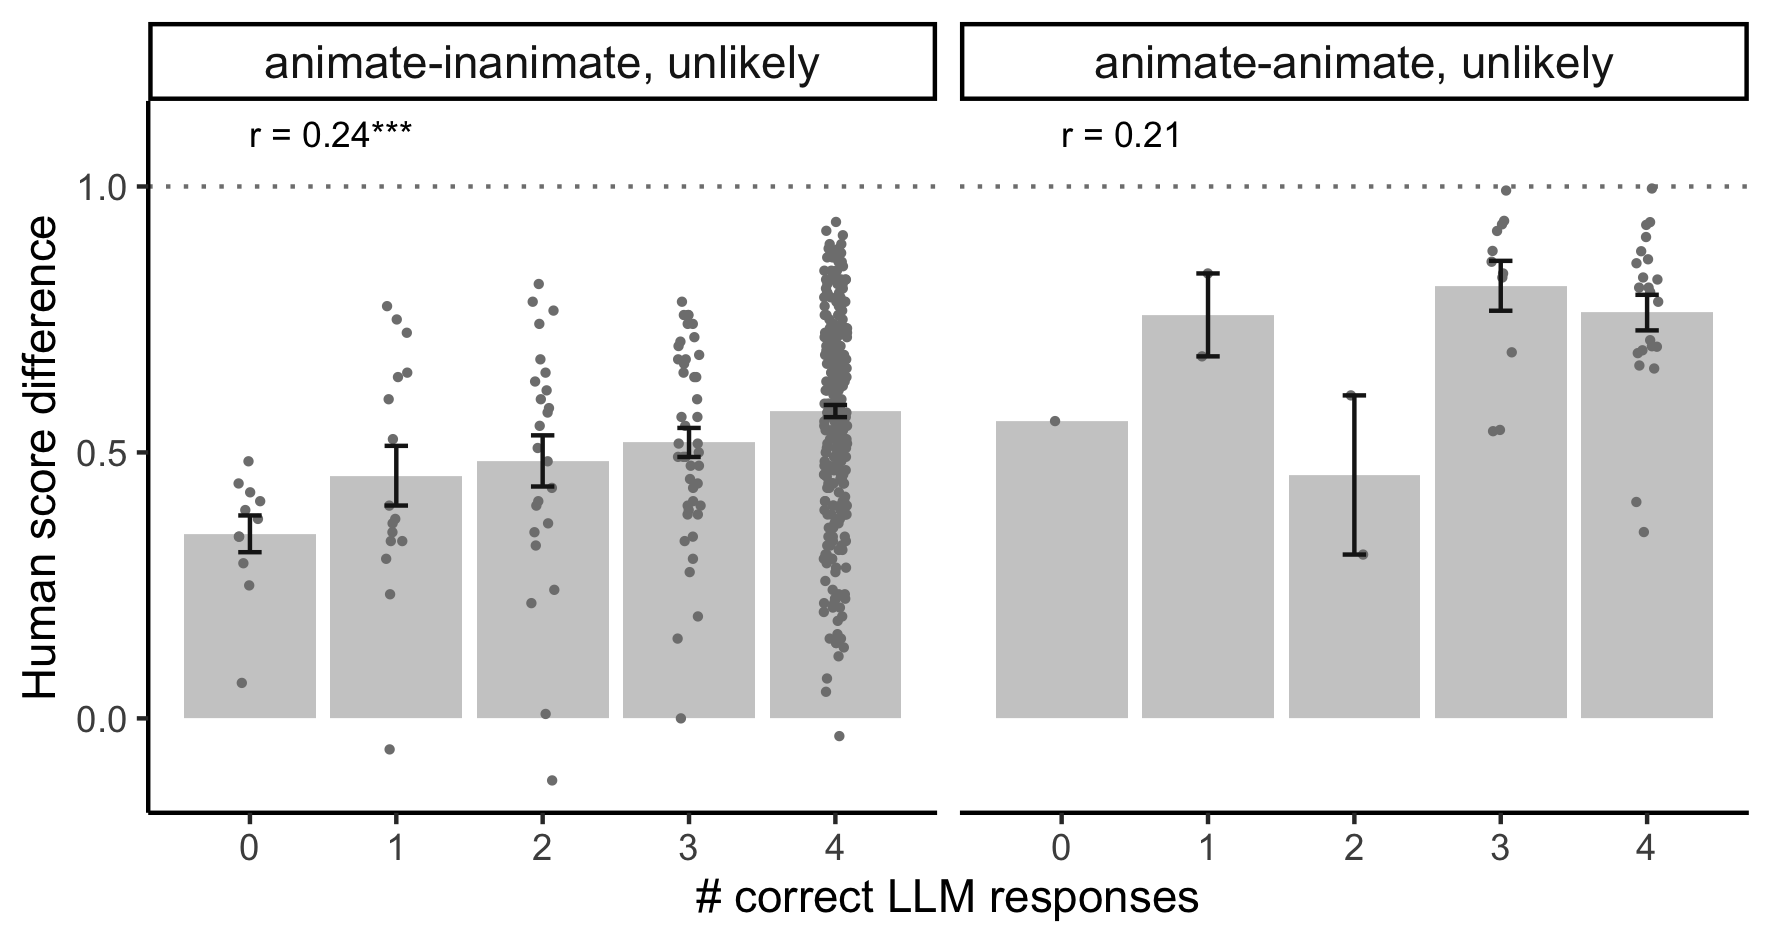 animate-inanimate, unlikely
animate-animate, unlikely
r = 0.24***
r = 0.21
1.0
0.5
0.0
Human score difference
0 1 2 3 4
0 1 2 3 4
# correct LLM responses